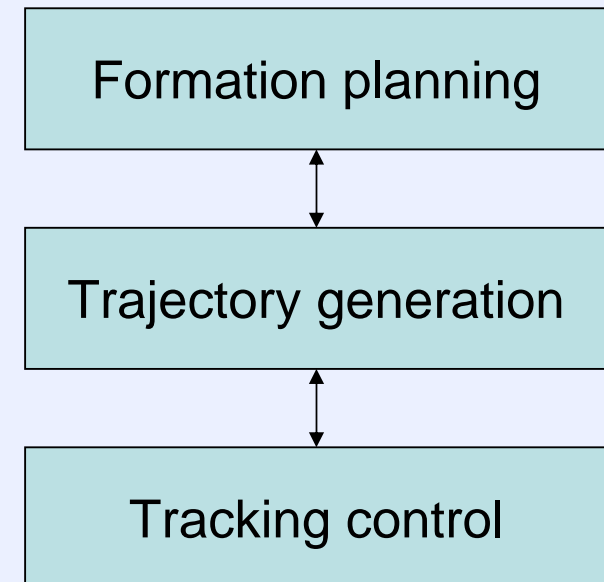 Formation planning
Trajectory generation
Tracking control